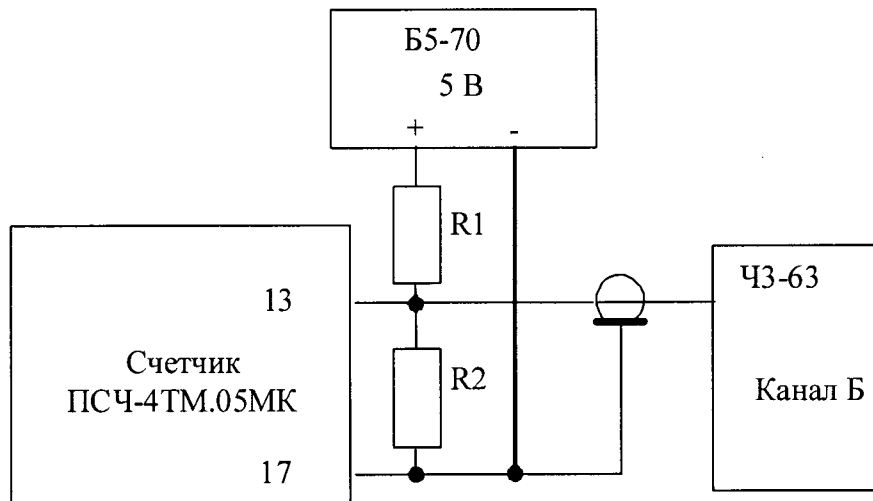 Б5-70
5 В
+ -
R1
13
Ч3-63
Счетчик
ПСЧ-4ТМ.05МК
R2
Канал Б
17